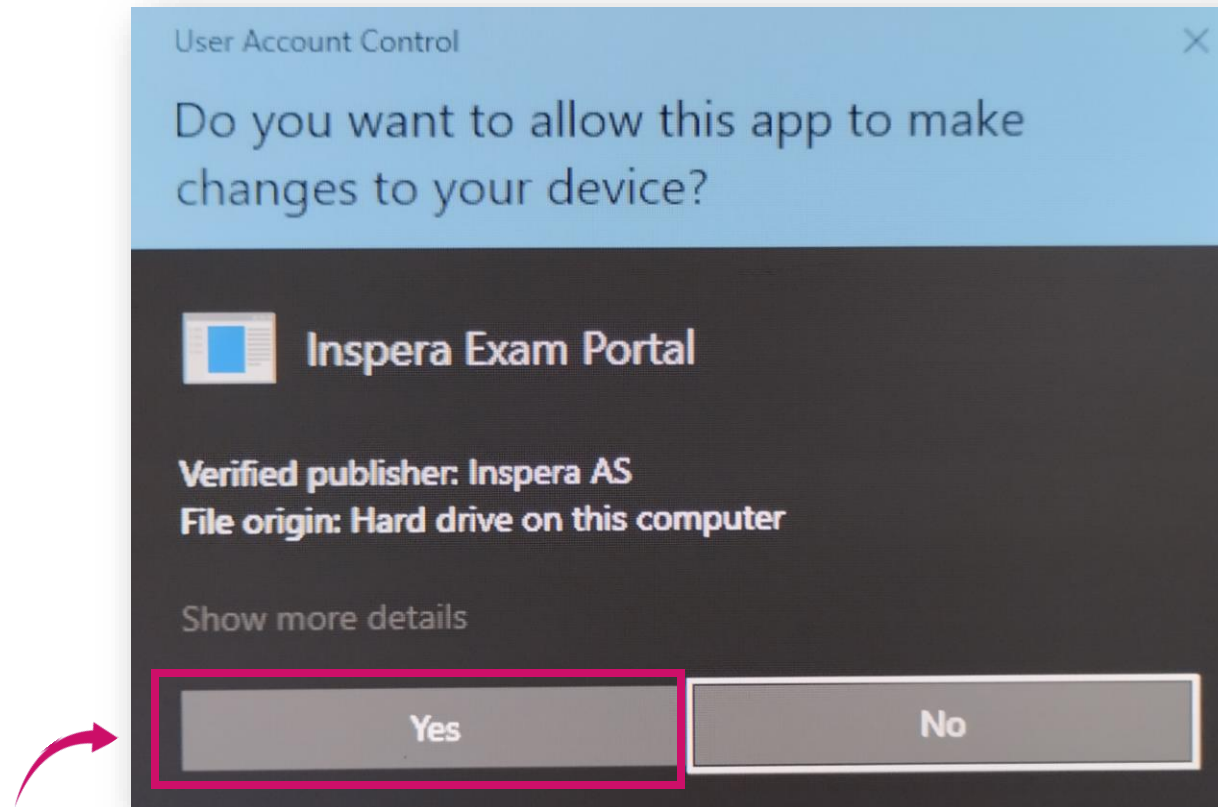 User Account Control
Do you want to allow this app to make
changes to your device?
Inspera Exam Portal
Verified publisher: Inspera AS
File origin: Hard drive on this computer
Show more details
Yes
No